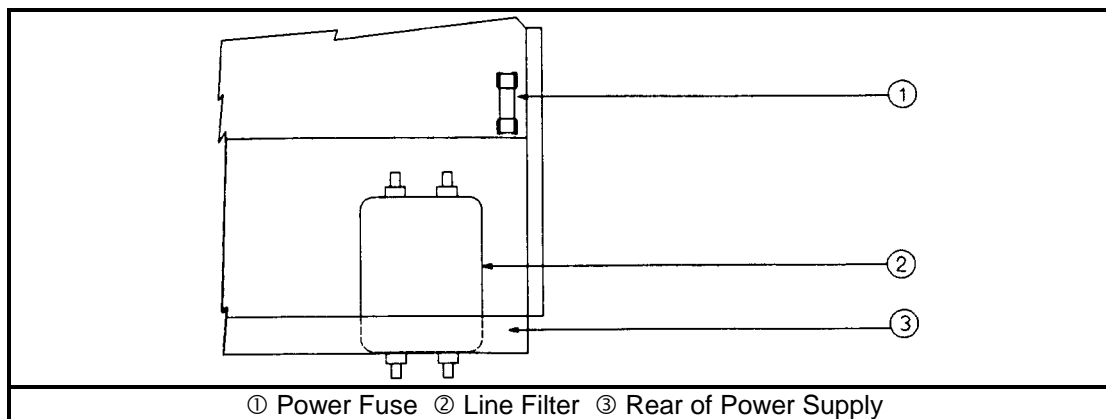 ①
②
③
① Power Fuse ② Line Filter ③ Rear of Power Supply